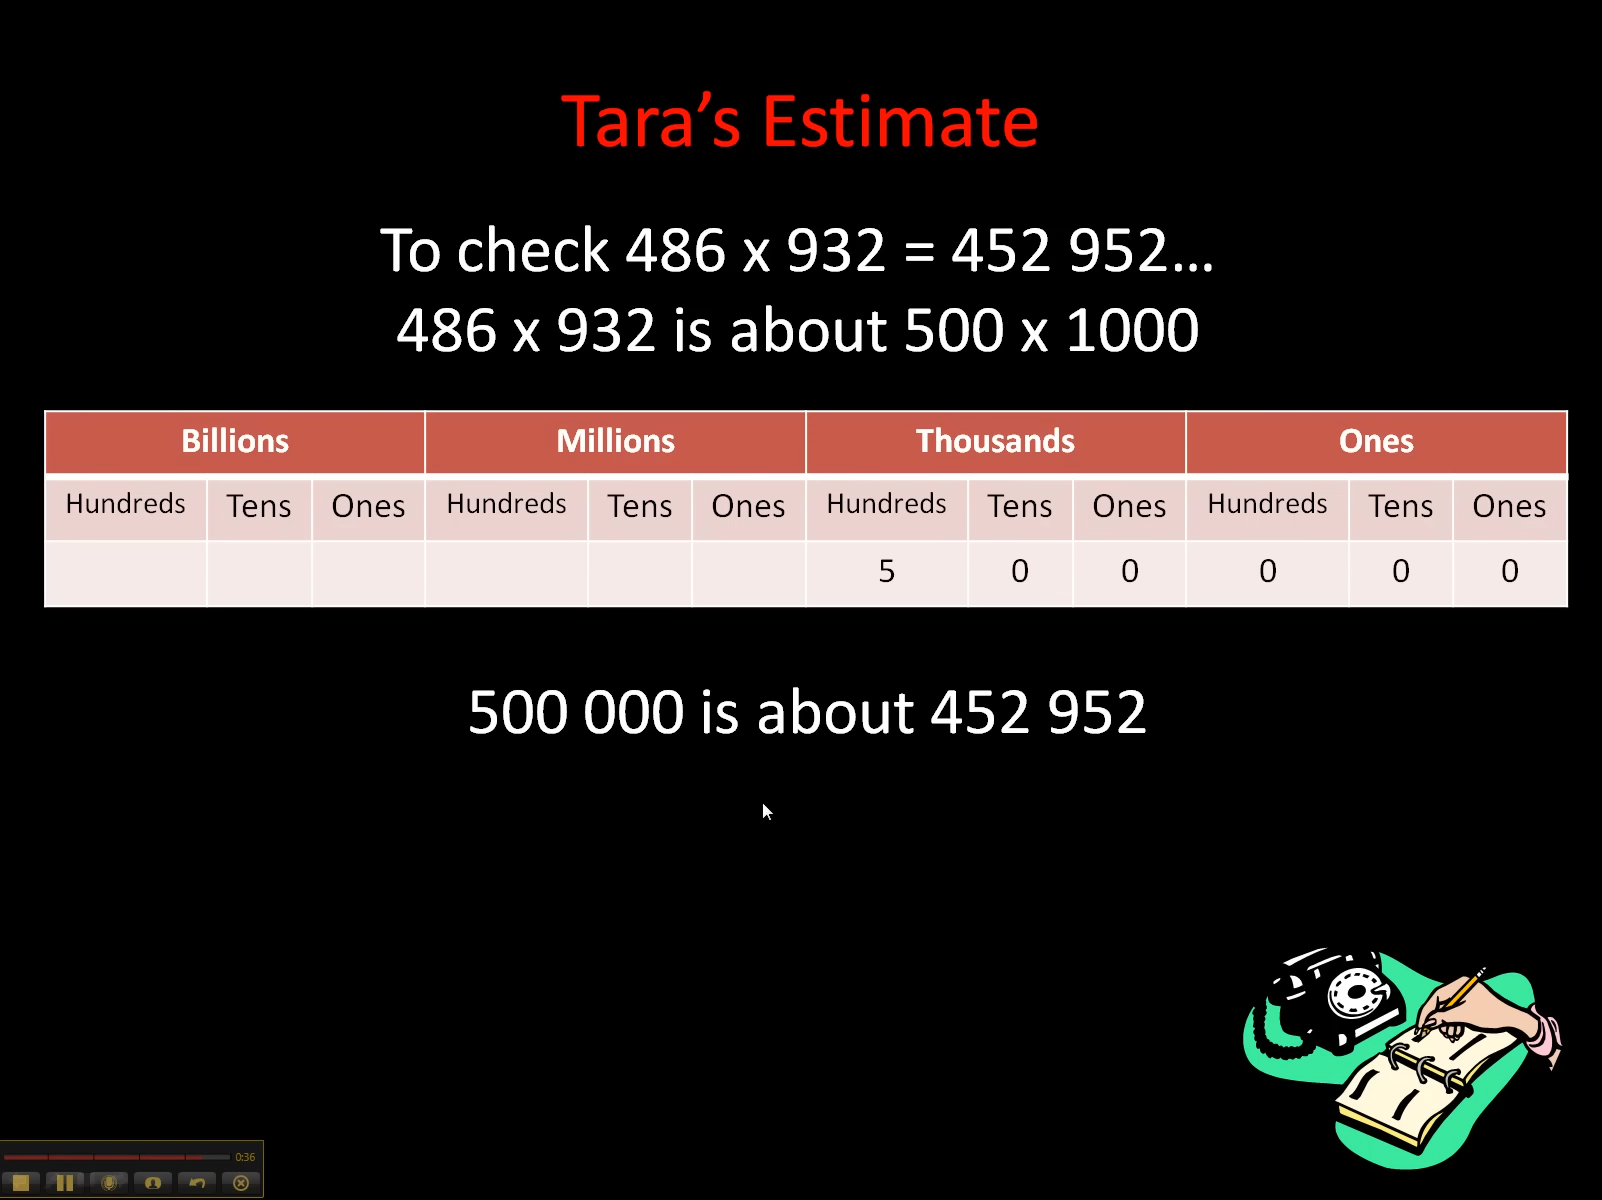 Tara’s Estimate
To check 486 x 932 = 452 952...
486 x 932 is about 500 x 1000
Billions Millions Thousands Ones
Hundreds Tens Ones Hundreds Tens Ones Hundreds Tens Ones Hundreds Tens Ones
5 0 0 0 0 0
500 000 is about 452 952
0:36